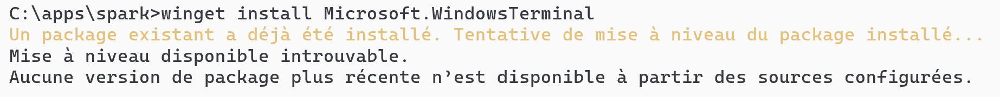 C:\apps\spark>winget install Microsoft.WindowsTerminal
Un package existant a déjà été installé. Tentative de mise à niveau du package installé...
Mise à niveau disponible introuvable.
Aucune version de package plus récente n’est disponible à partir des sources configurées.